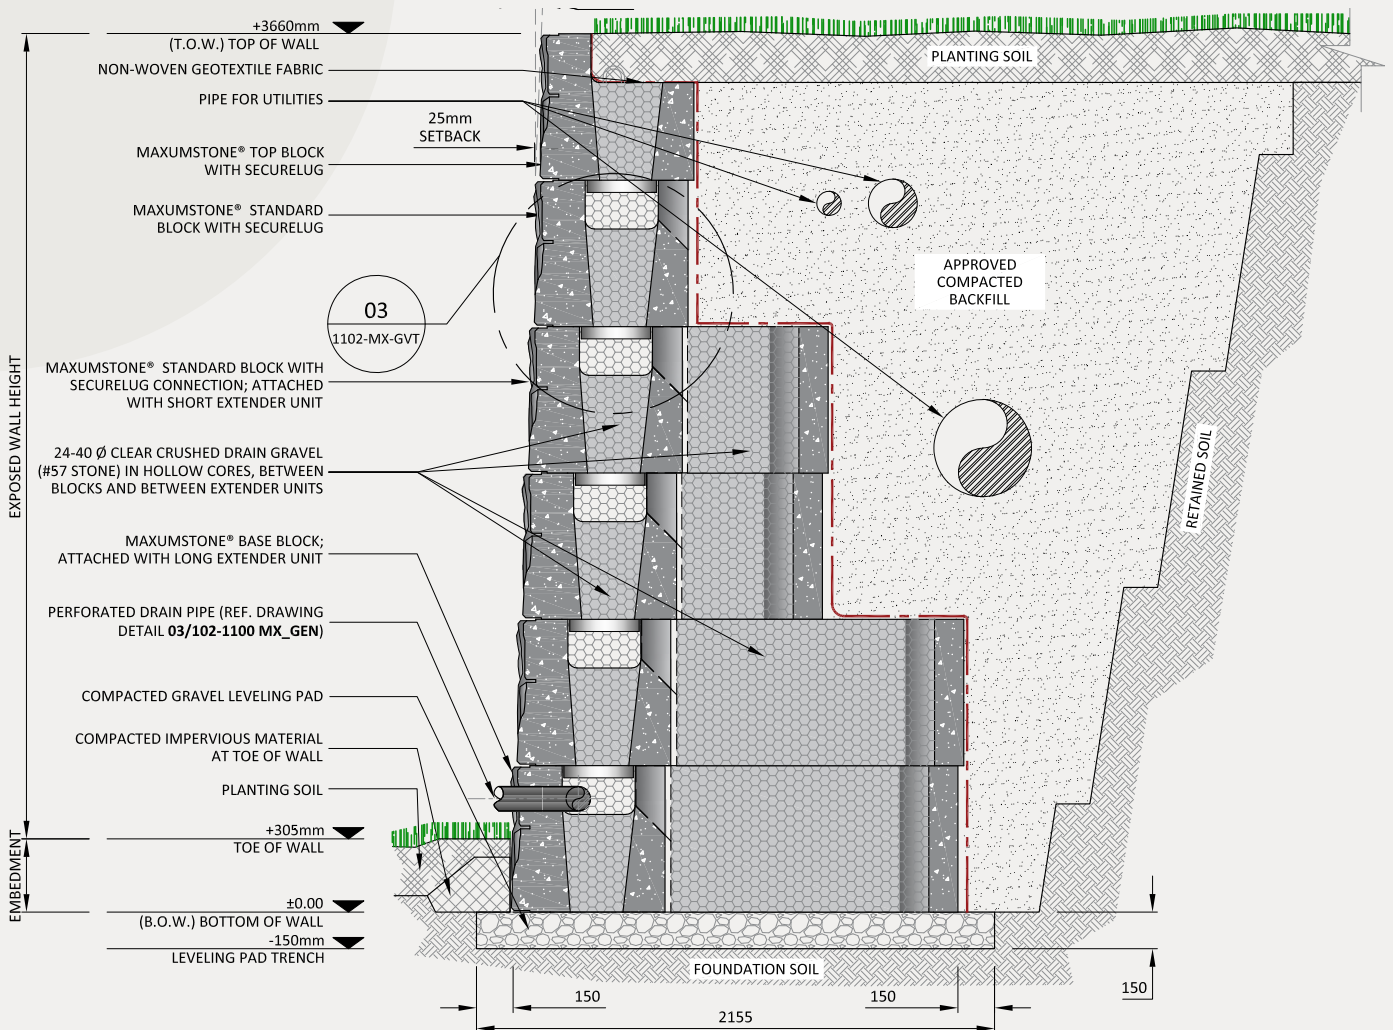 +3660mm
(T.O.W.) TOP OF WALL
NON-WOVEN GEOTEXTILE FABRIC
PIPE FOR UTILITIES
25mm
SETBACK
MAXUMSTONE® TOP BLOCK
WITH SECURELUG
MAXUMSTONE® STANDARD
BLOCK WITH SECURELUG
03
1102-MX-GVT
MAXUMSTONE® STANDARD BLOCK WITH
SECURELUG CONNECTION; ATTACHED
WITH SHORT EXTENDER UNIT
24-40 Ø CLEAR CRUSHED DRAIN GRAVEL
(#57 STONE) IN HOLLOW CORES, BETWEEN
BLOCKS AND BETWEEN EXTENDER UNITS
MAXUMSTONE® BASE BLOCK;
ATTACHED WITH LONG EXTENDER UNIT
PERFORATED DRAIN PIPE (REF. DRAWING
DETAIL 03/102-1100 MX_GEN)
COMPACTED GRAVEL LEVELING PAD
COMPACTED IMPERVIOUS MATERIAL
AT TOE OF WALL
PLANTING SOIL
+305mm
TOE OF WALL
±0.00
(B.O.W.) BOTTOM OF WALL
-150mm
LEVELING PAD TRENCH
EXPOSED WALL HEIGHT
EMBEDMENT
PLANTING SOIL
APPROVED
COMPACTED
BACKFILL
RETAINED SOIL
FOUNDATION SOIL
150
150
150
2155